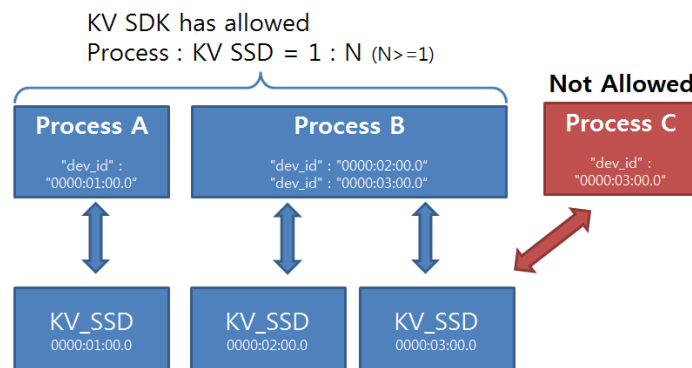 KV SDK has allowed
Process : KV SSD = 1 : N (N>=1)
Not Allowed
Process A
"dev_id" :
"0000:01:00.0“
Process B
"dev_id" : "0000:02:00.0“
"dev_id" : "0000:03:00.0“
Process C
"dev_id" :
"0000:03:00.0“
KV_SSD
0000:01:00.0
KV_SSD
0000:02:00.0
KV_SSD
0000:03:00.0